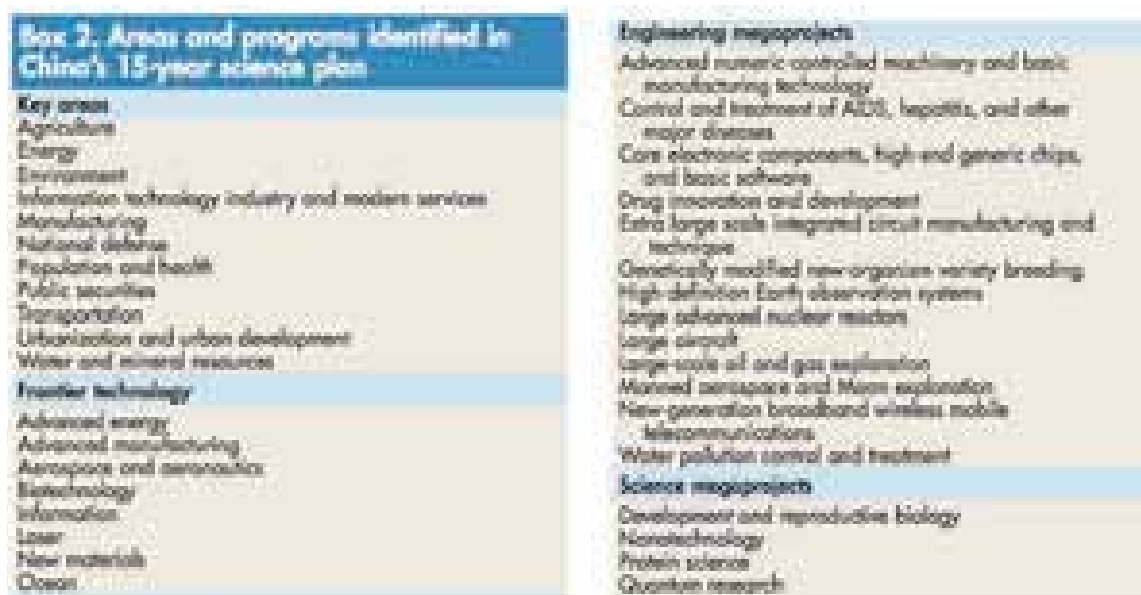 Box 2. Areas and programs identified in
China's 15-year science plan
Key areas
Agriculture
Energy
Environment
Information technology industry and modern services
Manufacturing
National defense
Population and health
Public securities
Transportation
Urbanization and urban development
Water and mineral resources
Frontier technology
Advanced energy
Advanced manufacturing
Aerospace and aeronautics
Biotechnology
Information
Laser
New materials
Ocean
Engineering megaprojects
Advanced numeric controlled machinery and basic
manufacturing technology
Control and treatment of AIDS, hepatitis, and other
major diseases
Core electronic components, high-end generic chips,
and basic software
Drug innovation and development
Extra large scale integrated circuit manufacturing and
technique
Genetically modified new-organism variety breeding
High-definition Earth observation systems
Large advanced nuclear reactors
Large aircraft
Large-scale oil and gas exploration
Manned aerospace and Moon exploration
New-generation broadband wireless mobile
telecommunications
Water pollution control and treatment
Science megaprojects
Development and reproductive biology
Nanotechnology
Protein science
Quantum research